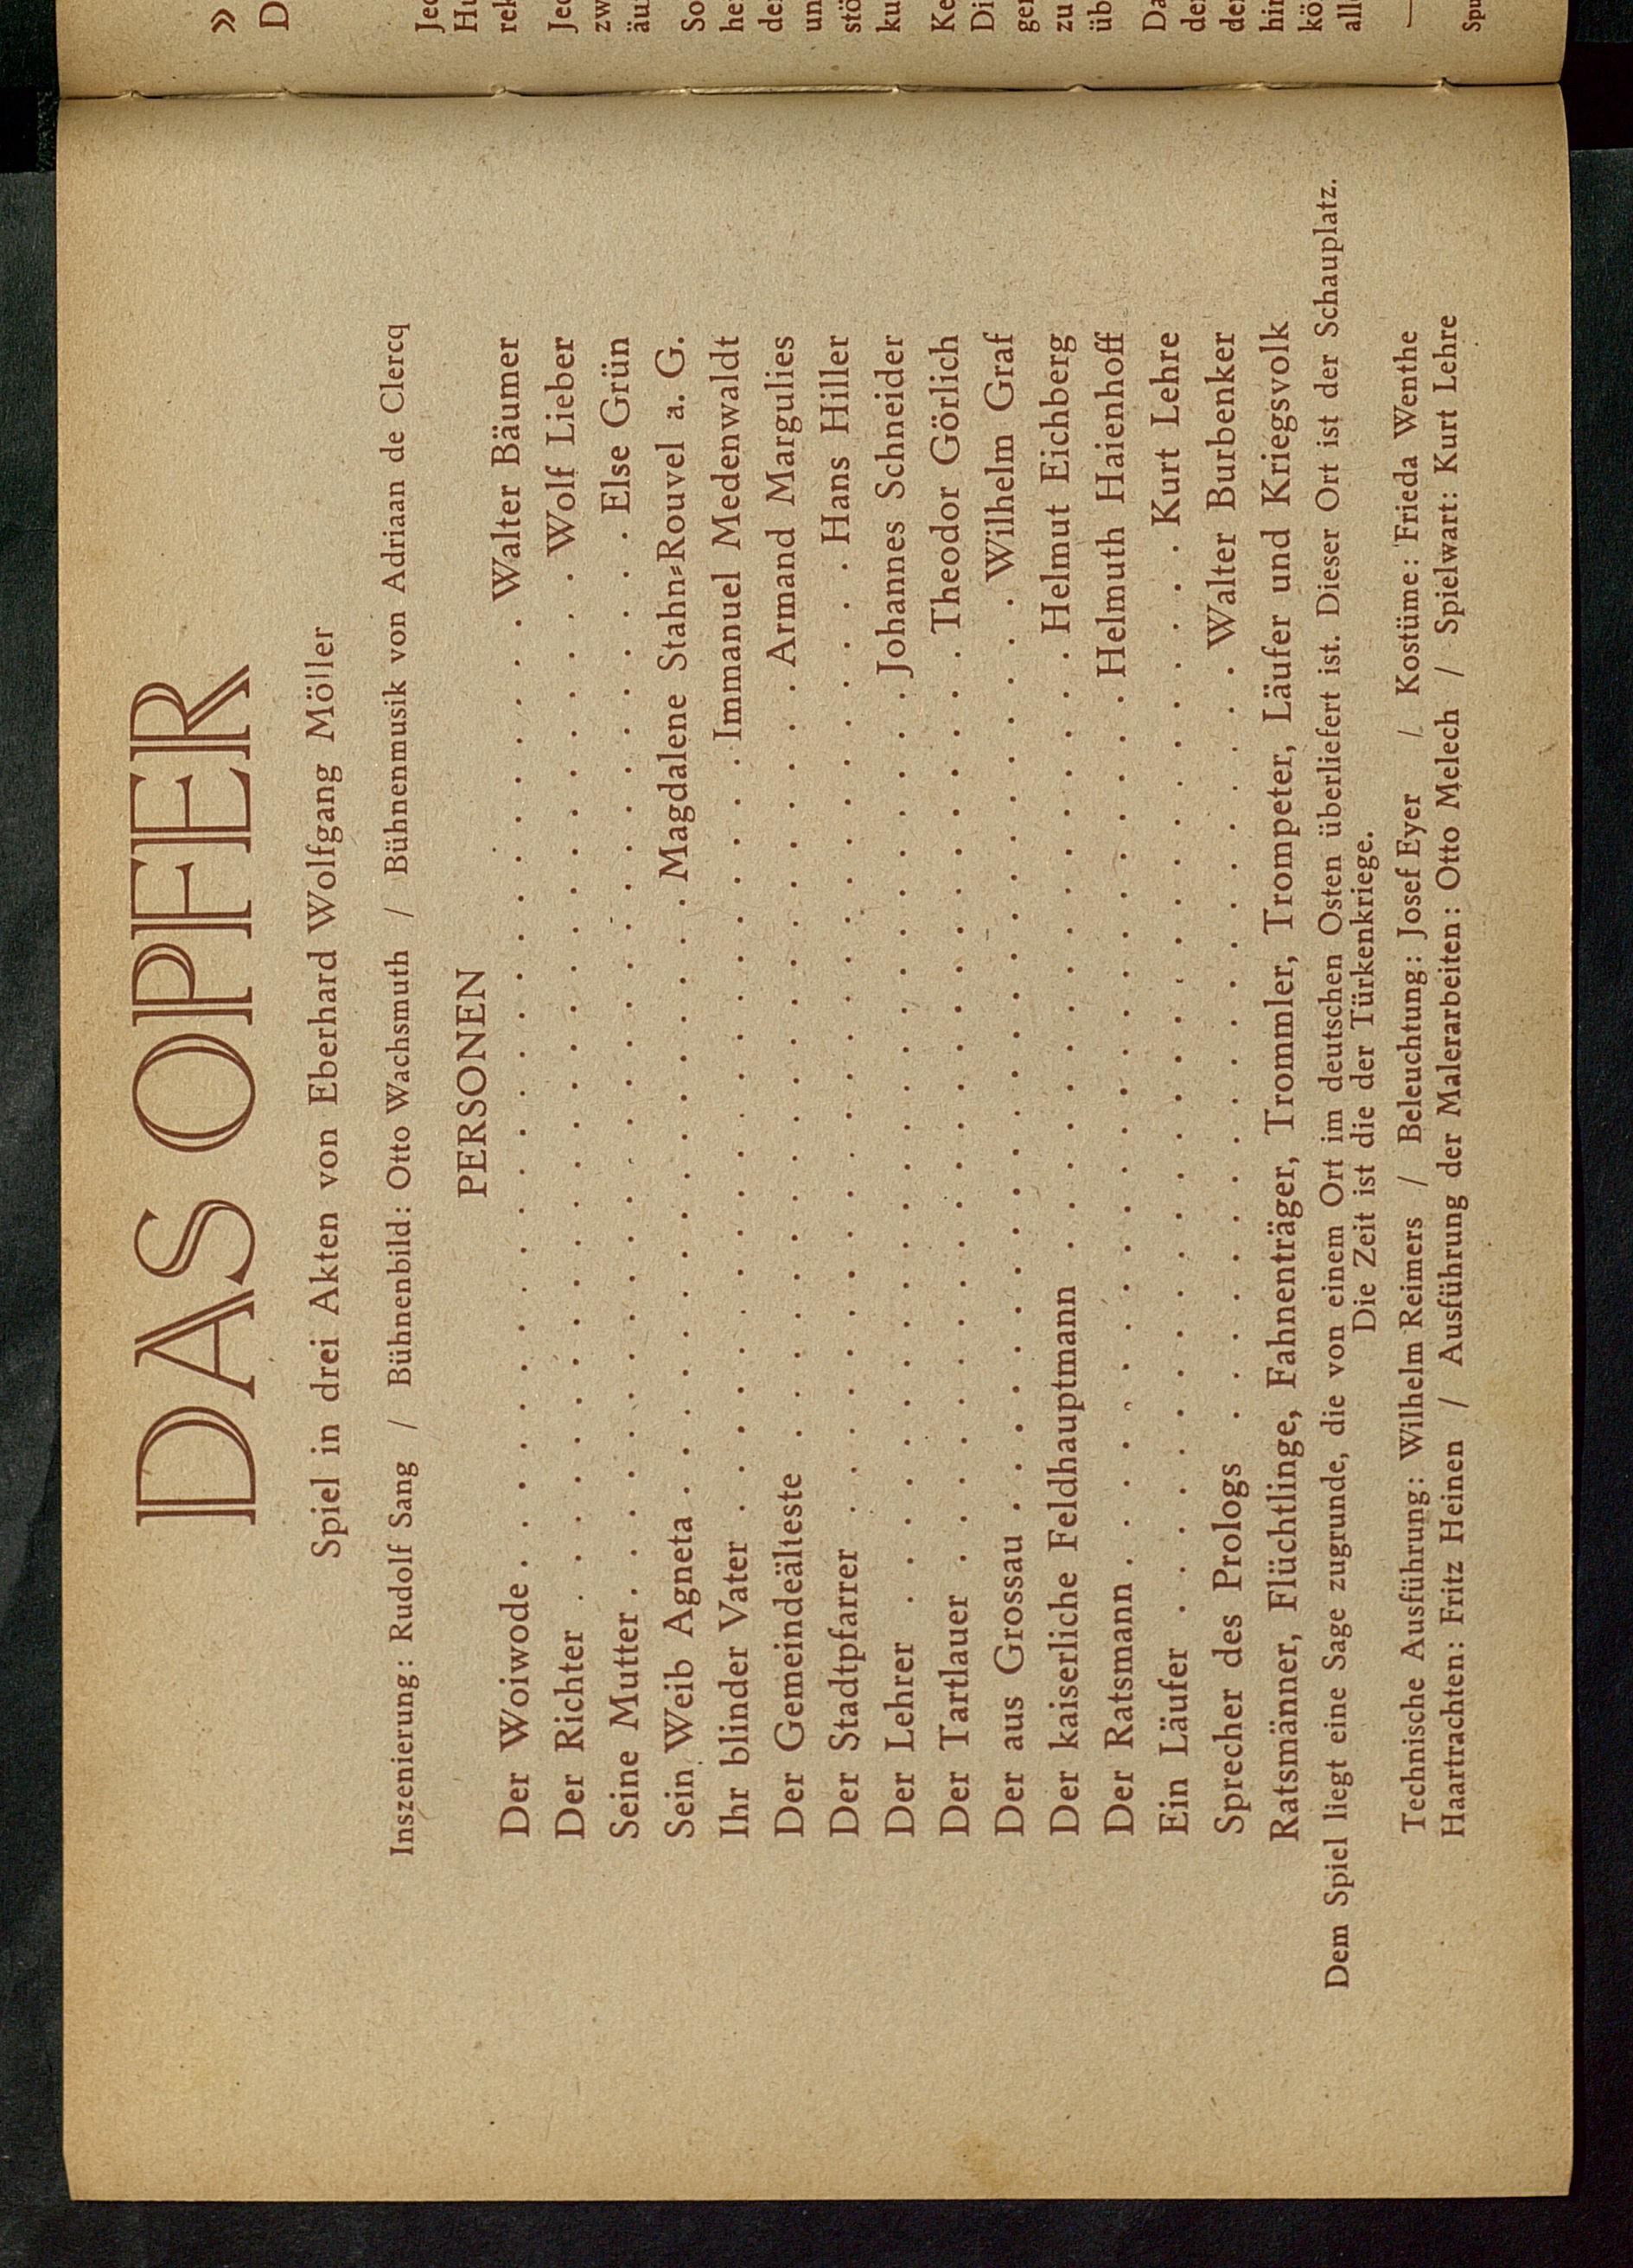 DAS OPFER
Spiel in drei Akten von Eberhard Wolfgang Möller
Inszenierung: Rudolf Sang / Bühnenbild: Otto Wachsmuth / Bühnenmusik von Adriaan de Clercq
PERSONEN
Der Woiwode . . . . . . . . . . . . . . . . . . . . Walter Bäumer
Der Richter . . . . . . . . . . . . . . . . . . . . Wolf Lieber
Seine Mutter . . . . . . . . . . . . . . . . . . . . Else Grün
Sein Weib Agneta . . . . . . . . . . . . Magdalene Stahn=Rouvel a. G.
Ihr blinder Vater . . . . . . . . . . . . . . . Immanuel Medenwaldt
Der Gemeindeälteste . . . . . . . . . . . . . . Armand Margulies
Der Stadtpfarrer . . . . . . . . . . . . . . . . . Hans Hiller
Der Lehrer . . . . . . . . . . . . . . . . . . Johannes Schneider
Der Tartlauer . . . . . . . . . . . . . . . . . Theodor Görlich
Der aus Grossau . . . . . . . . . . . . . . . . . Wilhelm Graf
Der kaiserliche Feldhauptmann . . . . . . . . . . Helmut Eichberg
Der Ratsmann . . . . . . . . . . . . . . . . . Helmuth Haienhoff
Ein Läufer . . . . . . . . . . . . . . . . . . . . Kurt Lehre
Sprecher des Prologs . . . . . . . . . . . . . . Walter Burbenker
Ratsmänner, Flüchtlinge, Fahnenträger, Trommler, Trompeter, Läufer und Kriegsvolk
Dem Spiel liegt eine Sage zugrunde, die von einem Ort im deutschen Osten überliefert ist. Dieser Ort ist der Schauplatz.
Die Zeit ist die der Türkenkriege.
Technische Ausführung: Wilhelm Reimers / Beleuchtung: Josef Eyer / Kostüme: Frieda Wenthe
Haartrachten: Fritz Heinen / Ausführung der Malerarbeiten: Otto Melech / Spielwart: Kurt Lehre